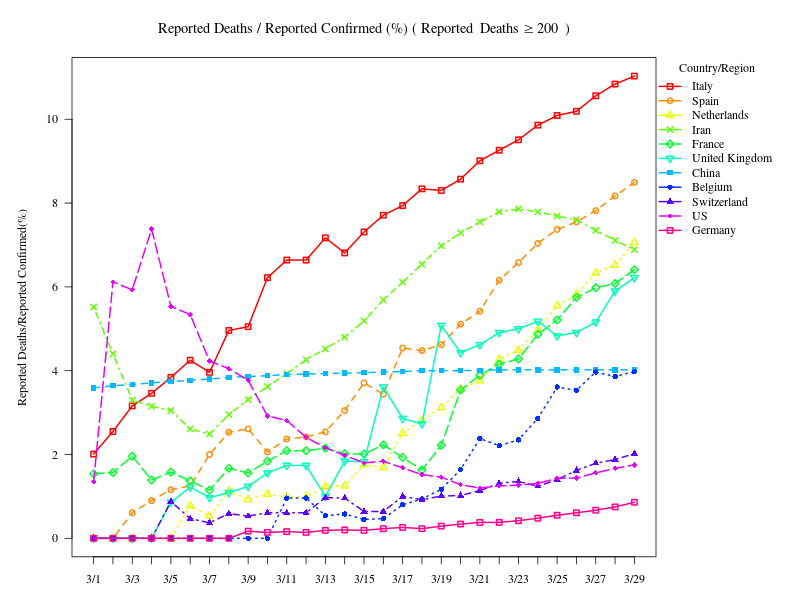 Reported Deaths / Reported Confirmed (%) ( Reported Deaths ≥ 200 )
Reported Deaths/Reported Confirmed(%)
10
8
6
4
2
0
3/1 3/3 3/5 3/7 3/9 3/11 3/13 3/15 3/17 3/19 3/21 3/23 3/25 3/27 3/29
Country/Region
Italy
Spain
Netherlands
Iran
France
United Kingdom
China
Belgium
Switzerland
US
Germany